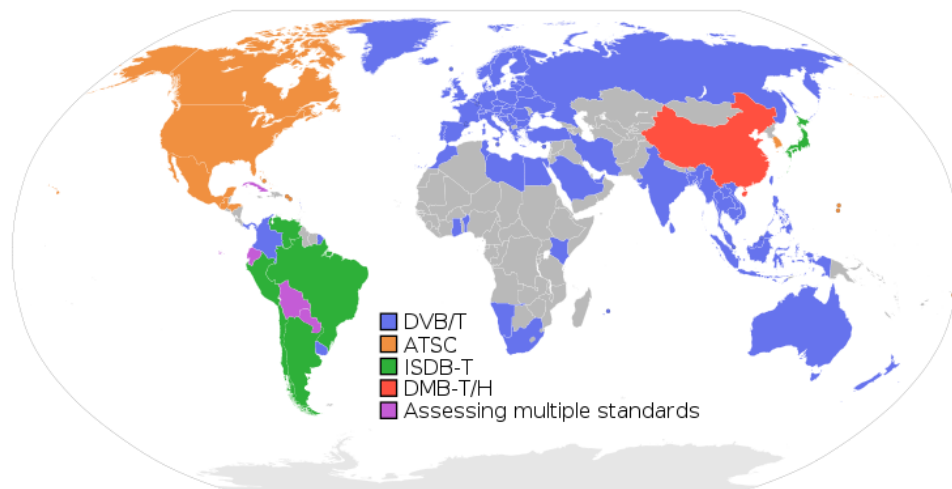 DVB/T
ATSC
ISDB-T
DMB-T/H
Assessing multiple standards